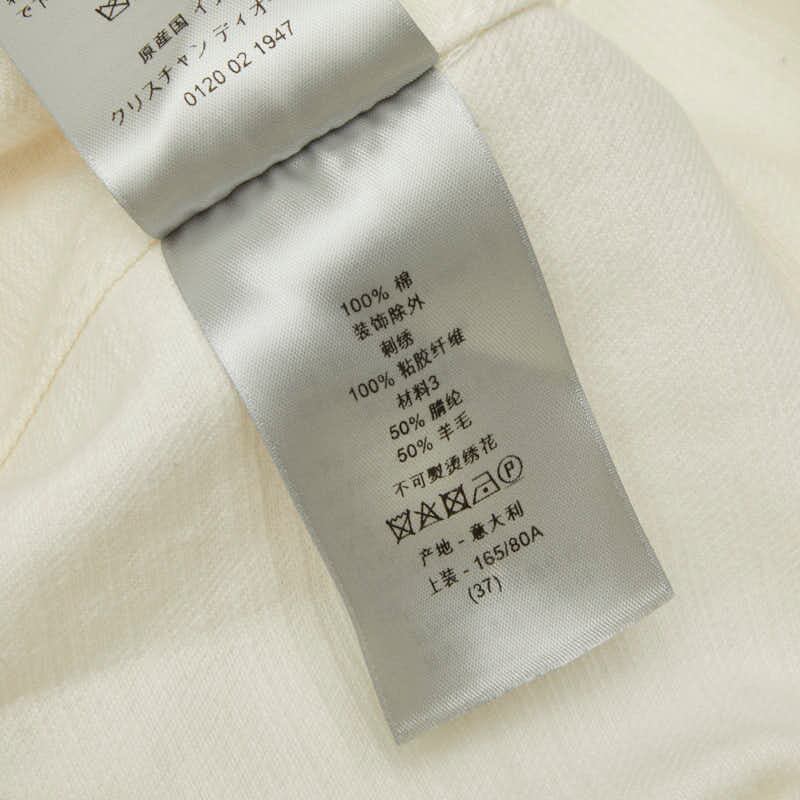 で
原産国 イ
クリスチャン ディオ
0120 02 1947
100% 棉
装饰除外
刺绣
100% 粘胶纤维
材料3
50% 腈纶
50% 羊毛
不可熨烫绣花
P
产地 - 意大利
上装 - 165/80A
(37)